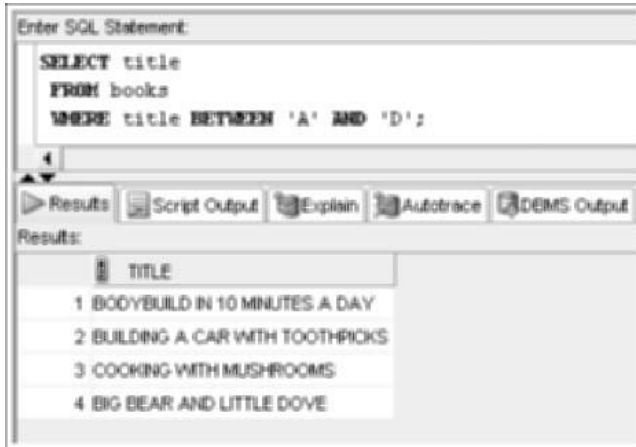 Enter SQL Statement:
SELECT title
FROM books
WHERE title BETWEEN 'A' AND 'D';
Results Script Output Explain Autotrace DBMS Output
Results:
TITLE
1 BODYBUILD IN 10 MINUTES A DAY
2 BUILDING A CAR WITH TOOTHPICKS
3 COOKING WITH MUSHROOMS
4 BIG BEAR AND LITTLE DOVE